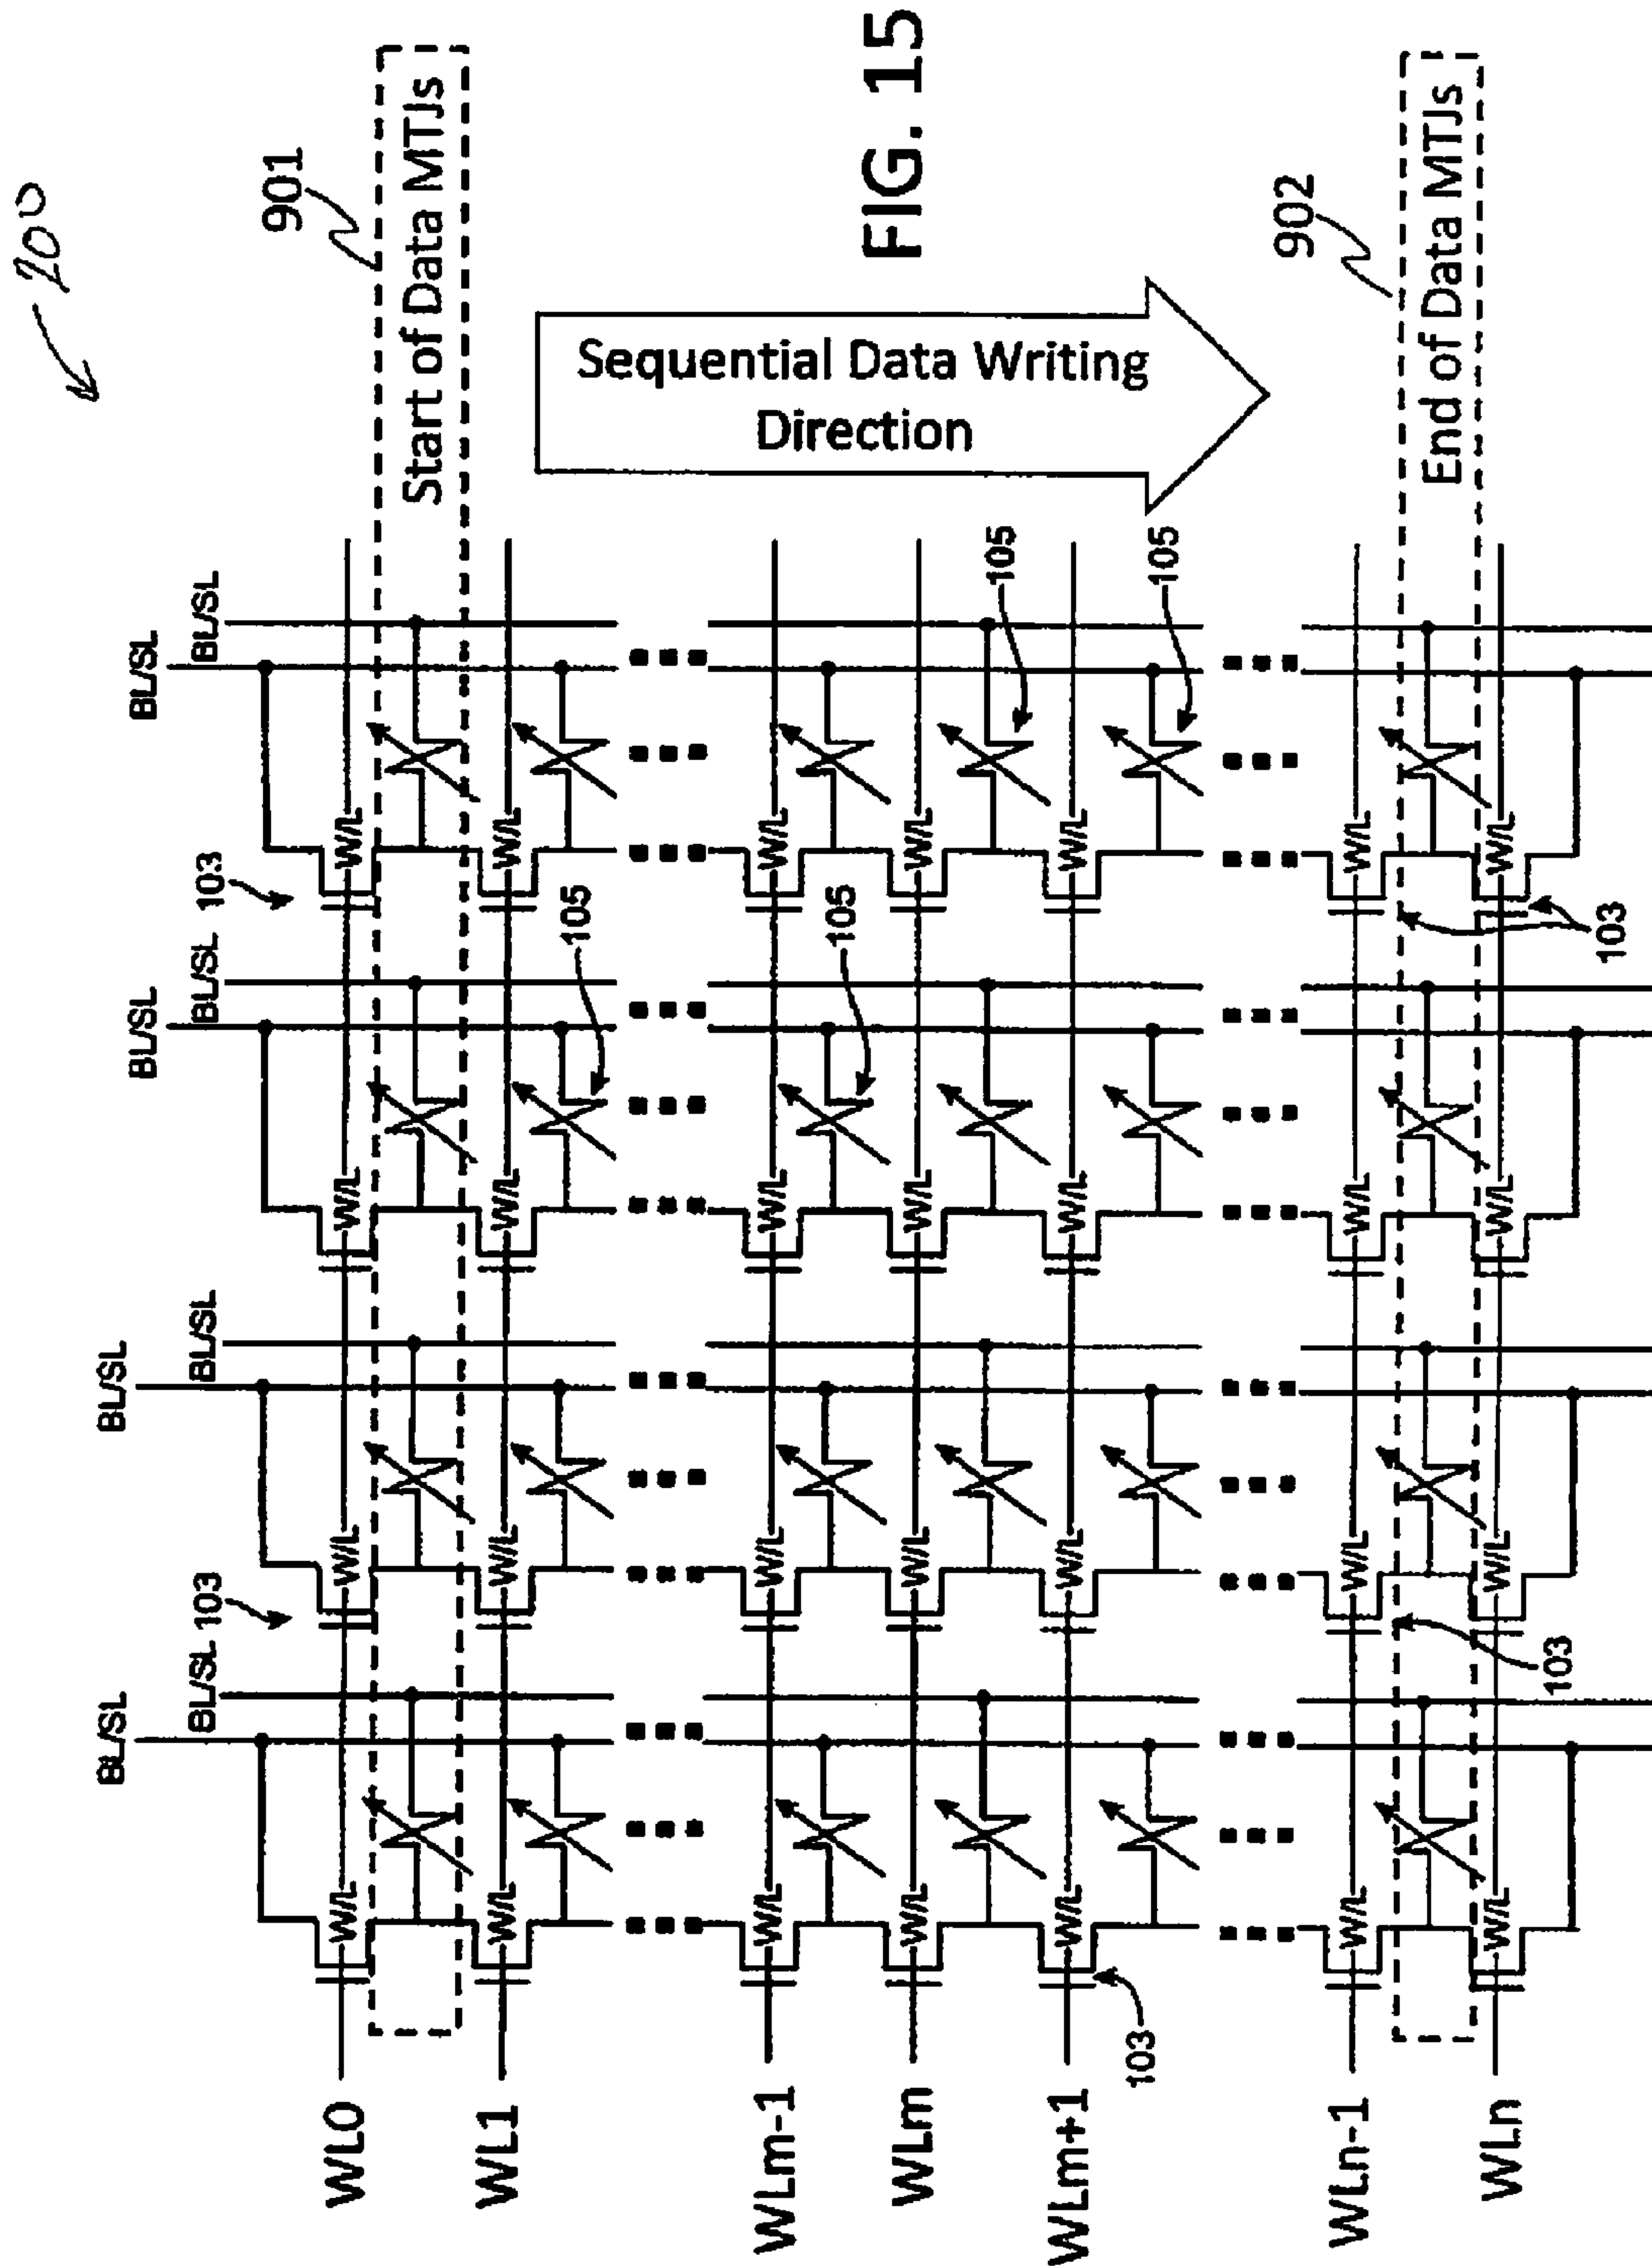 200
BL/SL
BL/SL
BL/SL
BL/SL
BL/SL
103
BL/SL
BL/SL
103
BL/SL
901
WL0 W/L W/L W/L W/L
Start of Data MTJs
WL1 W/L W/L W/L W/L
105
Sequential Data Writing
Direction
WLm-1 W/L W/L W/L W/L
105
FIG. 15
WLm W/L W/L W/L W/L
105
WLm+1 W/L W/L W/L W/L
103
105
902
WLn-1 W/L W/L W/L W/L
End of Data MTJs
WLn W/L W/L W/L W/L
103
103